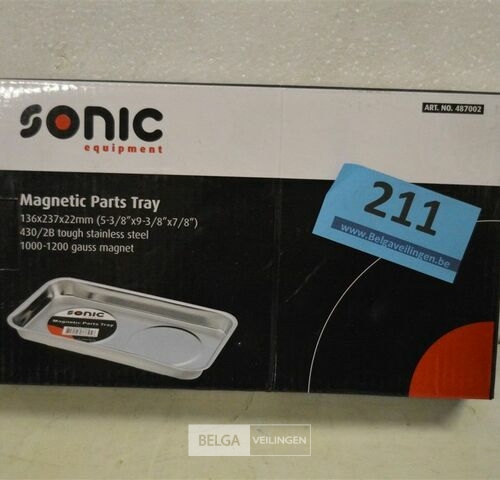 SONIC
equipment
ART. NO. 487002
Magnetic Parts Tray
136x237x22mm (5-3/8"x9-3/8"x7/8")
430/2B tough stainless steel
1000-1200 gauss magnet
211
www.Belgaveilingen.be
SONIC
Magnetic Parts Tray
BELGA VEILINGEN